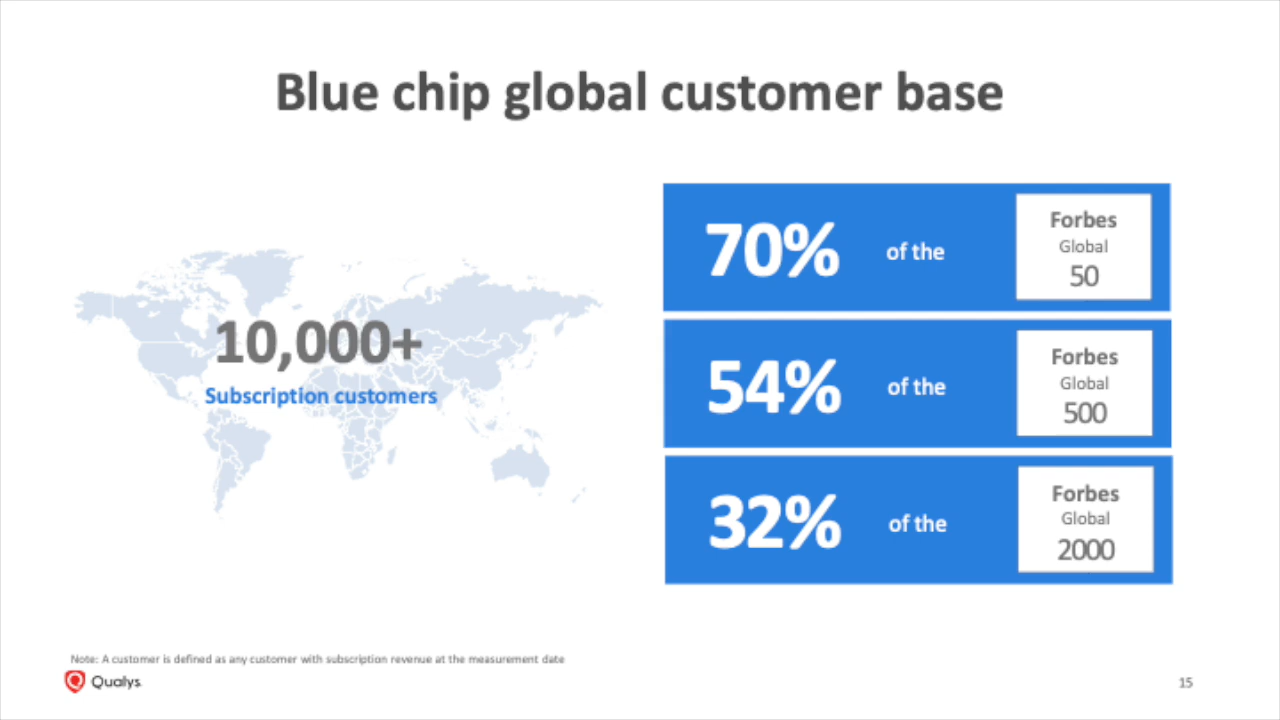 Blue chip global customer base
10,000+
Subscription customers
70% of the
Forbes
Global
50
54% of the
Forbes
Global
500
32% of the
Forbes
Global
2000
Note: A customer is defined as any customer with subscription revenue at the measurement date
Qualys.
15